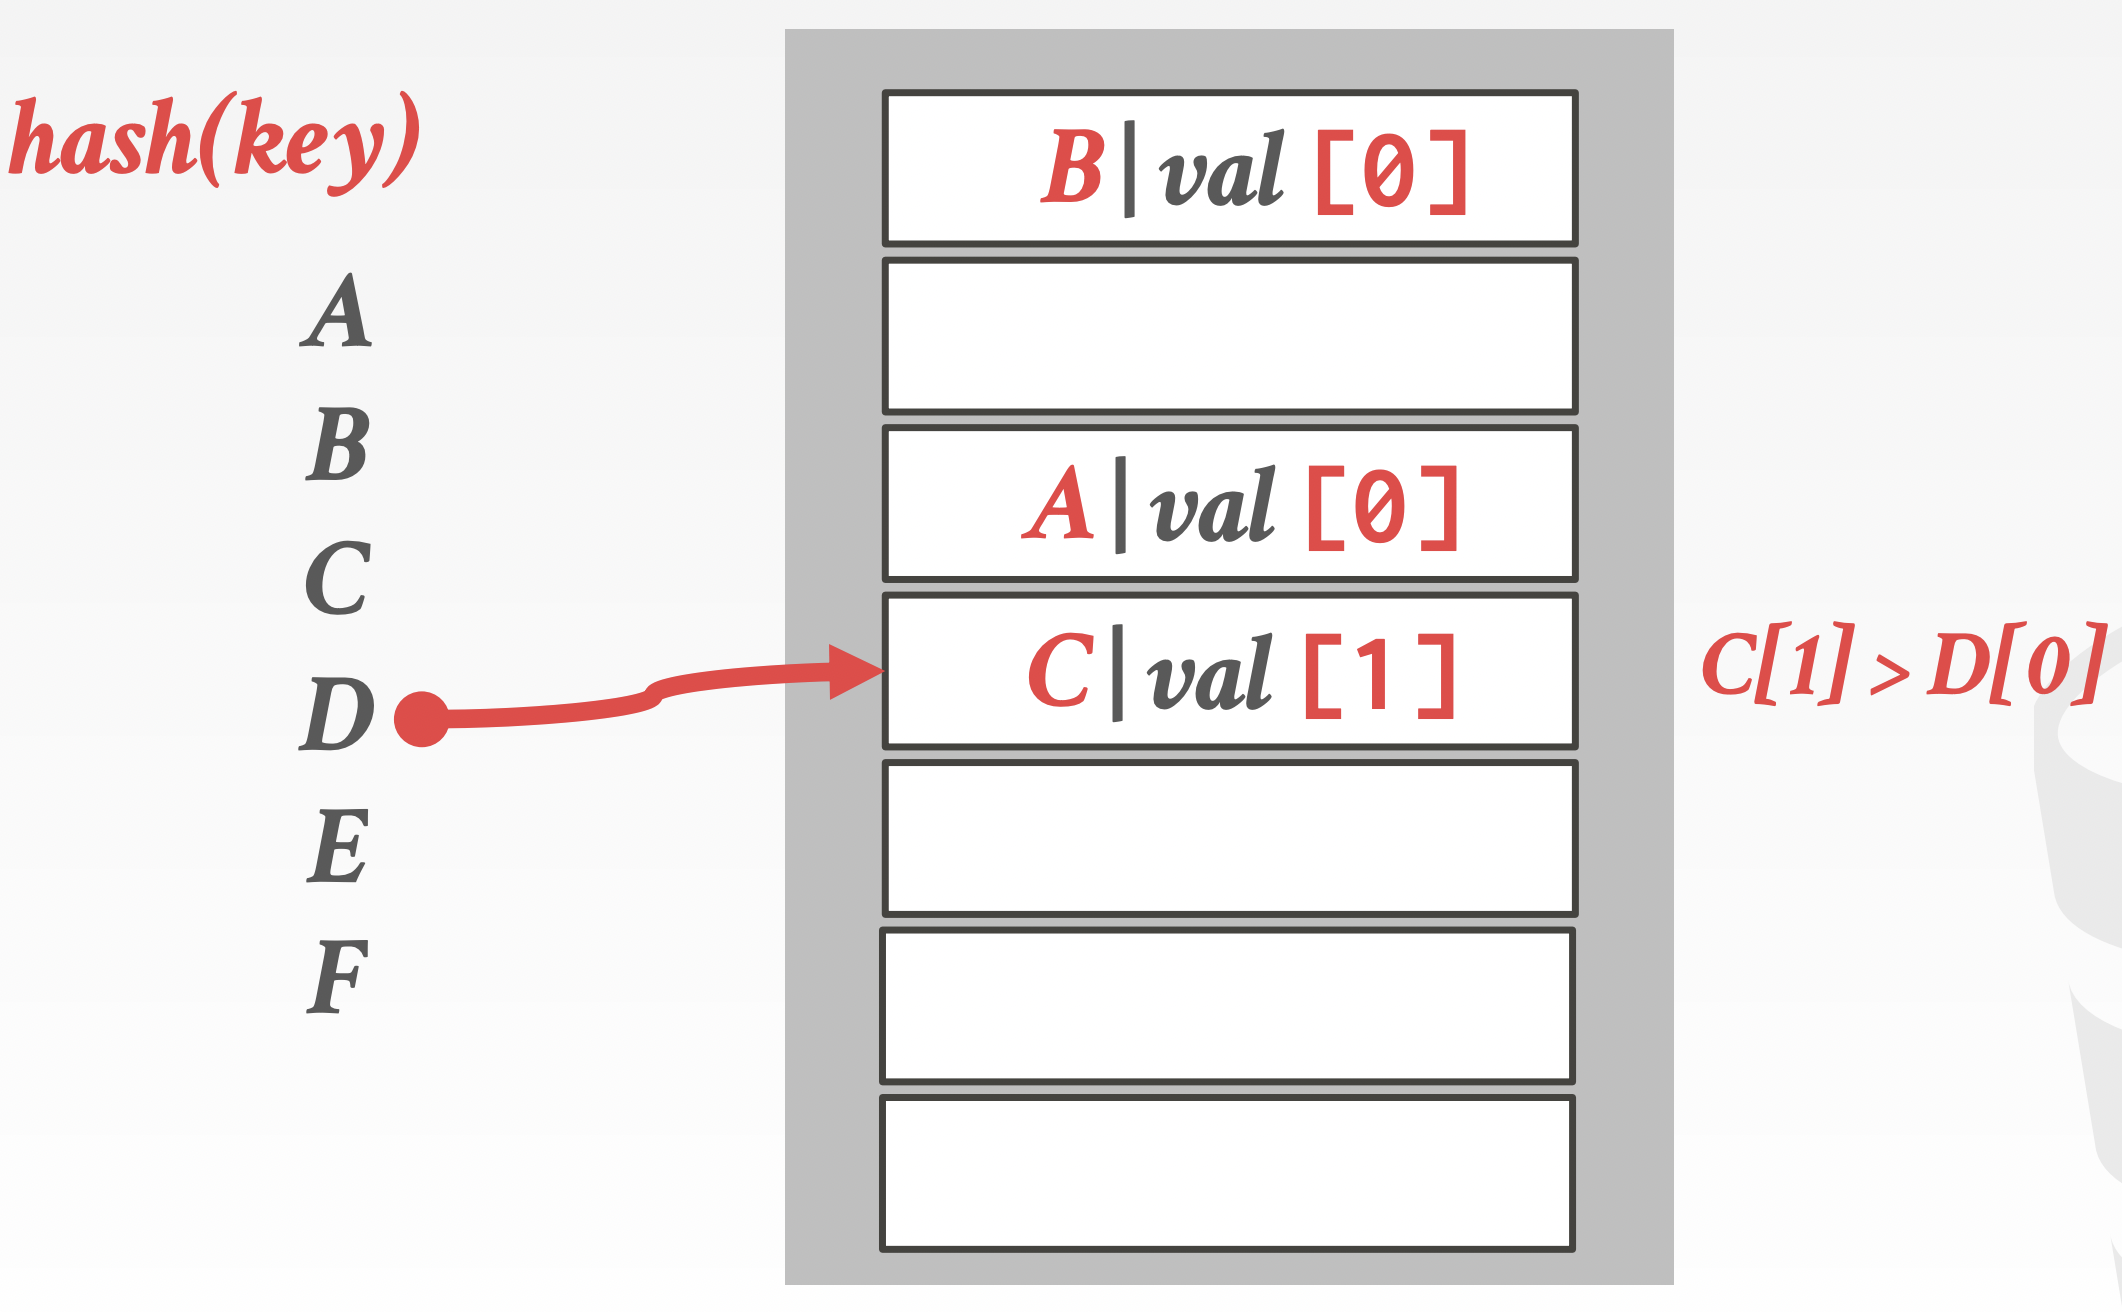 hash(key)
A
B
C
D
E
F
B|val [0]
A|val [0]
C|val [1]
C[1] > D[0]